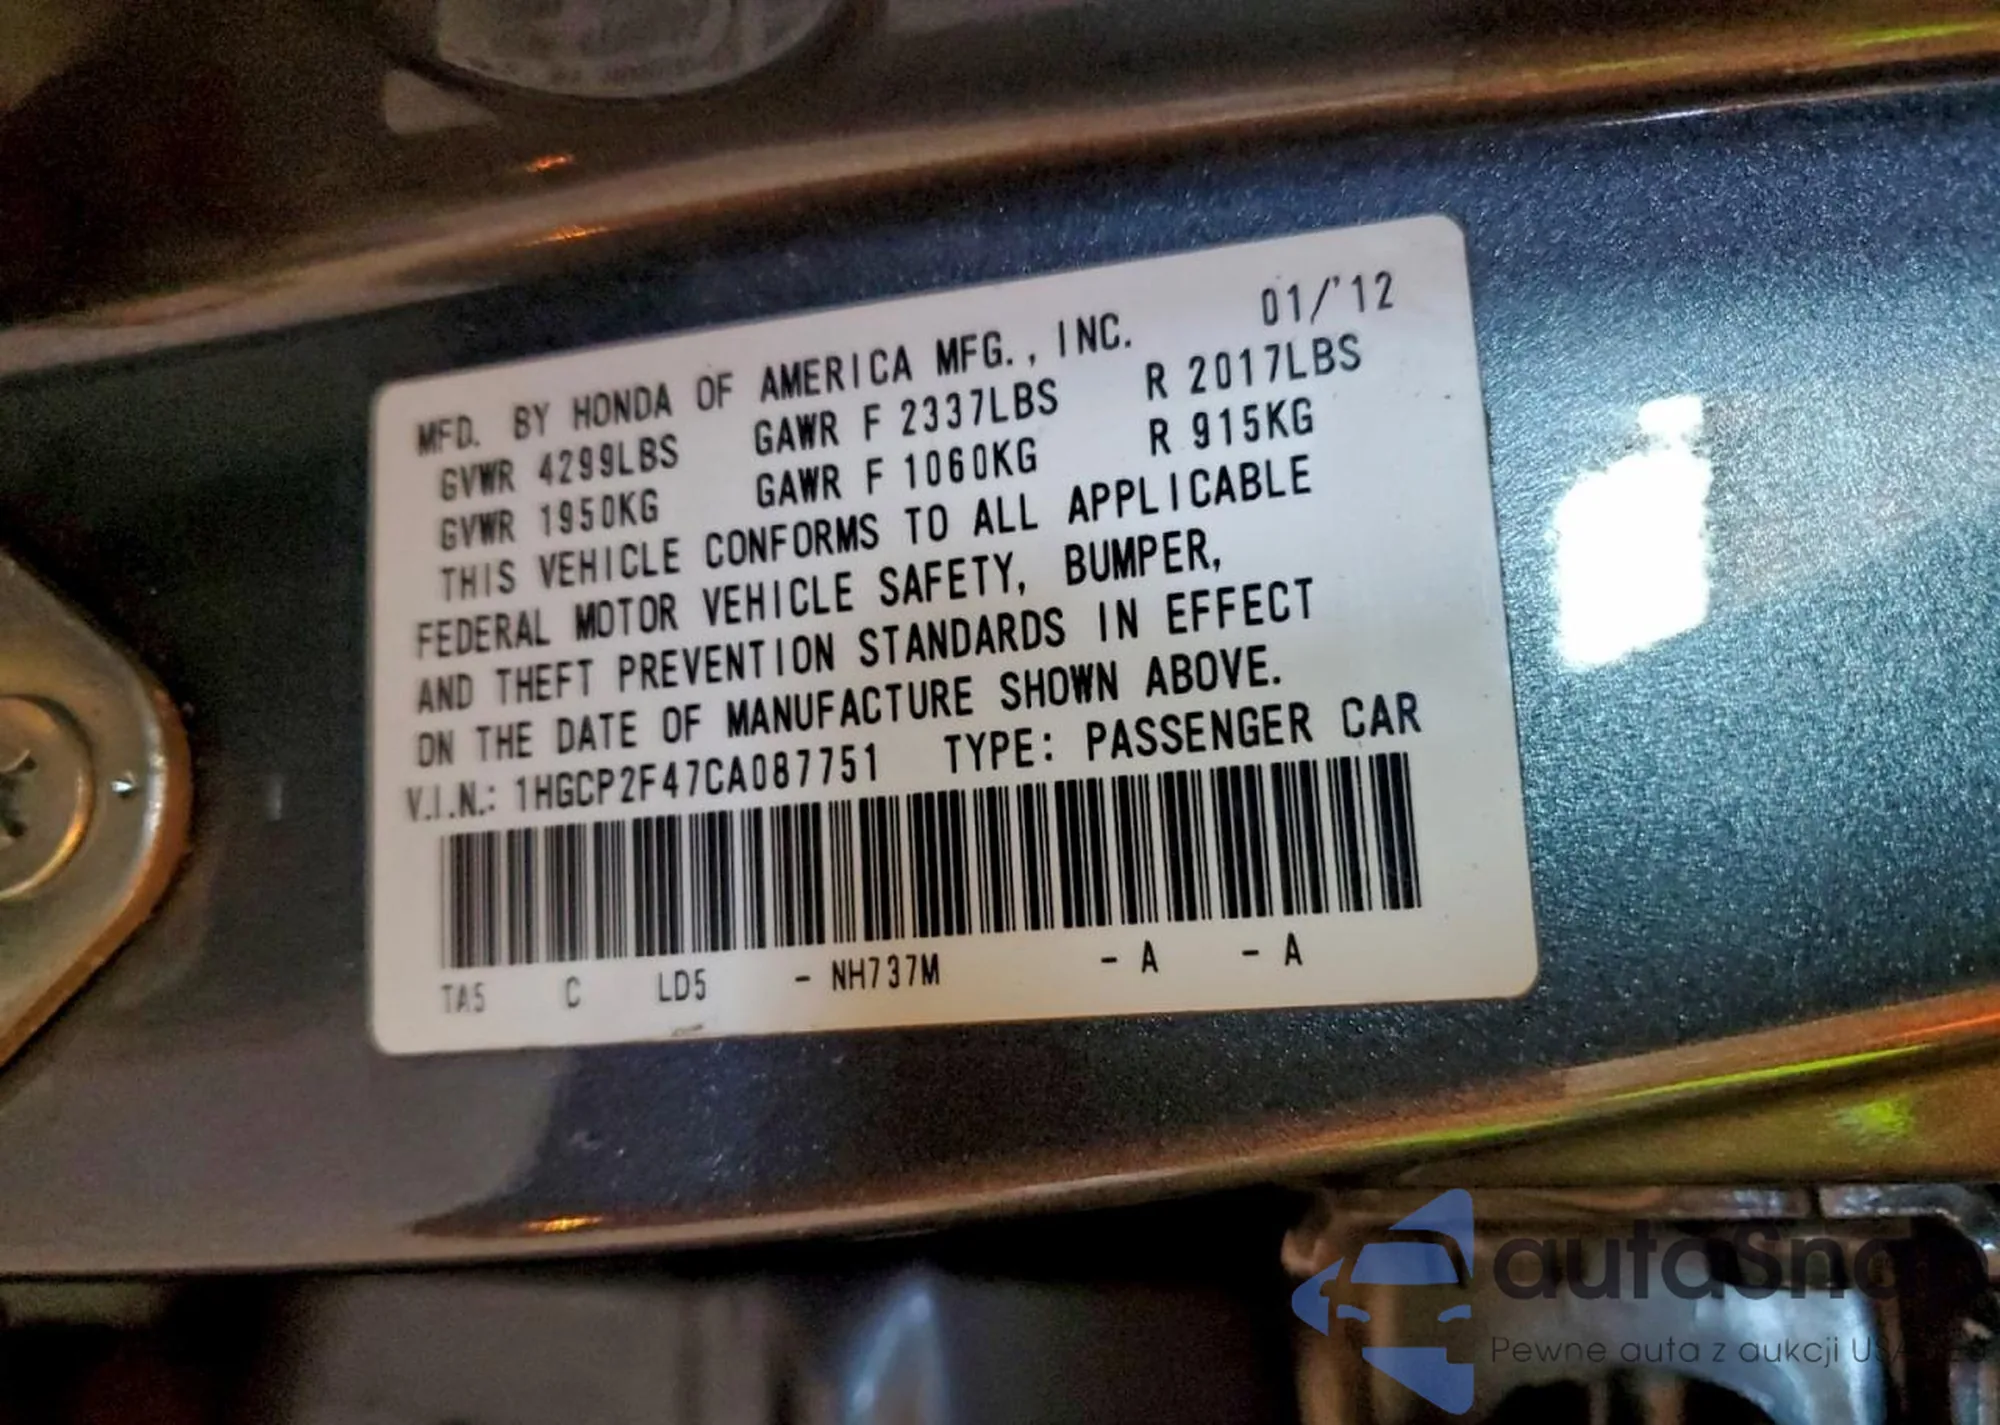 MFD. BY HONDA OF AMERICA MFG., INC. 01/'12
GVWR 4299LBS GAWR F 2337LBS R 2017LBS
GVWR 1950KG GAWR F 1060KG R 915KG
THIS VEHICLE CONFORMS TO ALL APPLICABLE
FEDERAL MOTOR VEHICLE SAFETY, BUMPER,
AND THEFT PREVENTION STANDARDS IN EFFECT
ON THE DATE OF MANUFACTURE SHOWN ABOVE.
V.I.N.: 1HGCP2F47CA087751 TYPE: PASSENGER CAR
TA5 C LD5 - NH737M - A - A
Pewne auta z aukcji